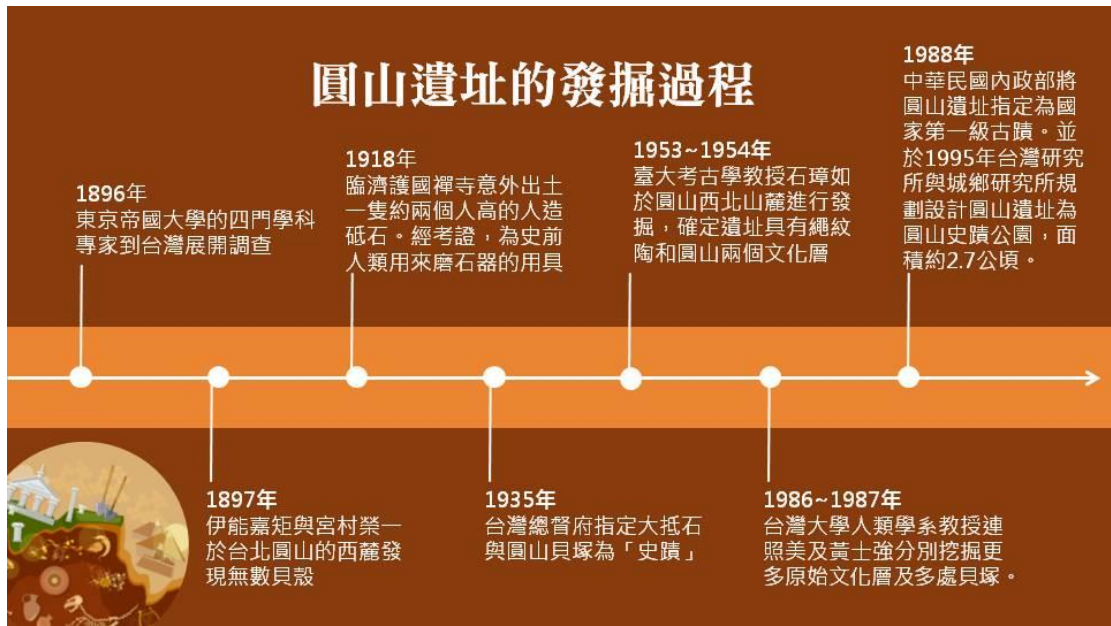 圓山遺址的發掘過程
1896年
東京帝國大學的四門學科
專家到台灣展開調查
1897年
伊能嘉矩與宮村榮一
於台北圓山的西麓發
現無數貝殼
1918年
臨濟護國禪寺意外出土
一隻約兩個人高的人造
砥石。經考證，為史前
人類用來磨石器的用具
1935年
台灣總督府指定大抵石
與圓山貝塚為「史蹟」
1953~1954年
臺大考古學教授石璋如
於圓山西北山麓進行發
掘，確定遺址具有繩紋
陶和圓山兩個文化層
1986~1987年
台灣大學人類學系教授連
照美及黃士強分別挖掘更
多原始文化層及多處貝塚。
1988年
中華民國內政部將
圓山遺址指定為國
家第一級古蹟。並
於1995年台灣研究
所與城鄉研究所規
劃設計圓山遺址為
圓山史蹟公園，面
積約2.7公頃。